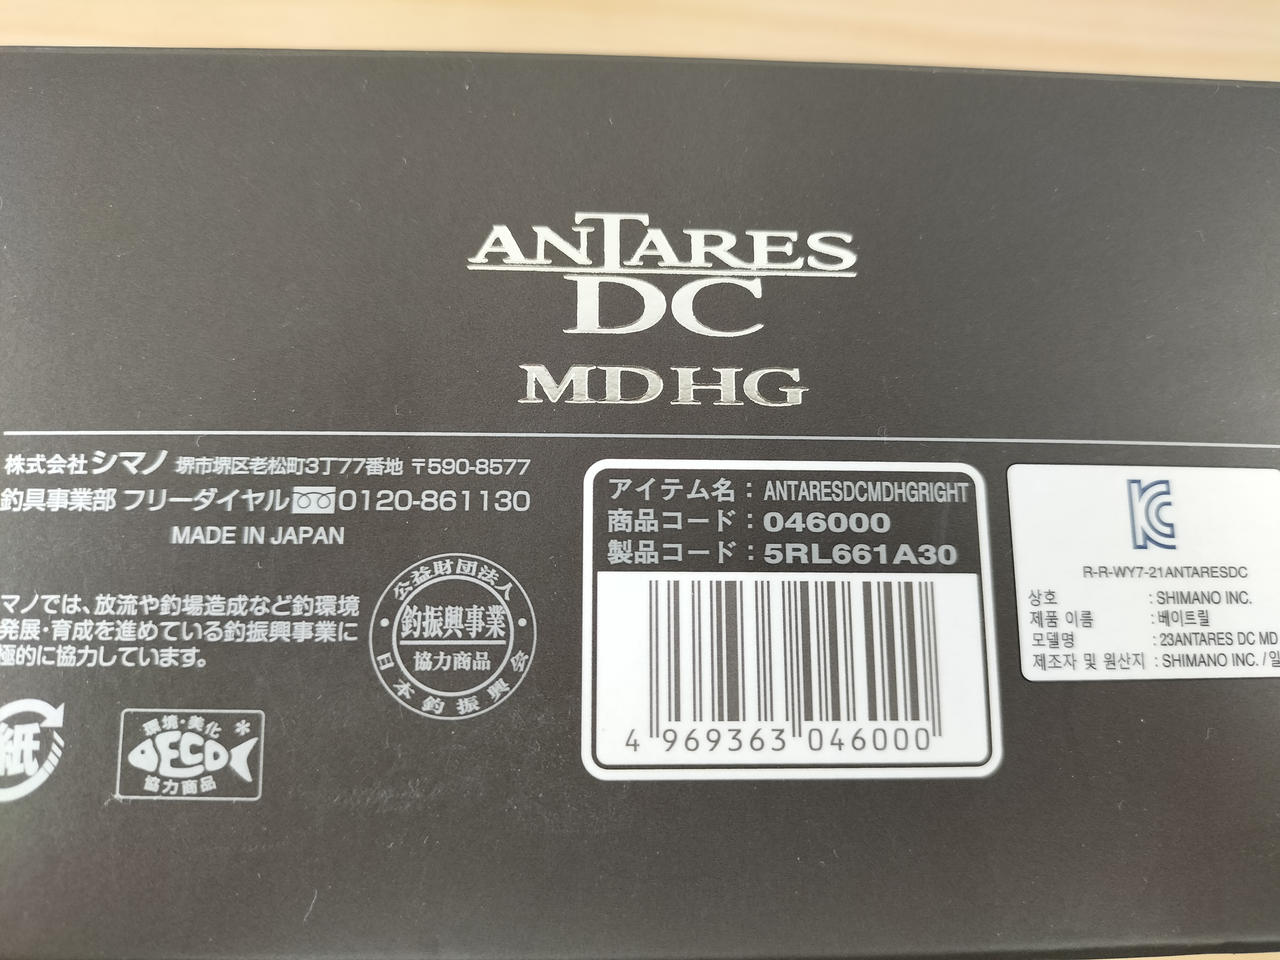 ANTARES
DC
MD HG
株式会社シマノ 堺市堺区老松町3丁77番地 〒590-8577
釣具事業部 フリーダイヤル 0120-861130
MADE IN JAPAN
マノでは、放流や釣場造成など釣環境
発展・育成を進めている釣振興事業に
極的に協力しています。
公益財団法人
釣振興事業
協力商品
日本釣振興会
紙
環境・美化
ECO
協力商品
アイテム名：ANTARESDCMDHGRIGHT
商品コード：046000
製品コード：5RL661A30
4 969363 046000
R-R-WY7-21ANTARESDC
상호 : SHIMANO INC.
제품 이름 : 베이트릴
모델명 : 23ANTARES DC MD
제조자 및 원산지 : SHIMANO INC. / 일